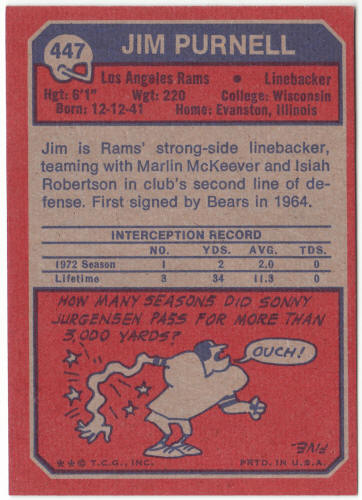 447
JIM PURNELL
Los Angeles Rams • Linebacker
Hgt: 6'1" Wgt: 220 College: Wisconsin
Born: 12-12-41 Home: Evanston, Illinois
Jim is Rams' strong-side linebacker,
teaming with Marlin McKeever and Isiah
Robertson in club's second line of de-
fense. First signed by Bears in 1964.
INTERCEPTION RECORD
NO. YDS. AVG. TDS.
1972 Season 1 2 2.0 0
Lifetime 3 34 11.3 0
HOW MANY SEASONS DID SONNY
JURGENSEN PASS FOR MORE THAN
3,000 YARDS?
OUCH!
FIVE-
**© T.C.G., INC. PRTD. IN U.S.A.